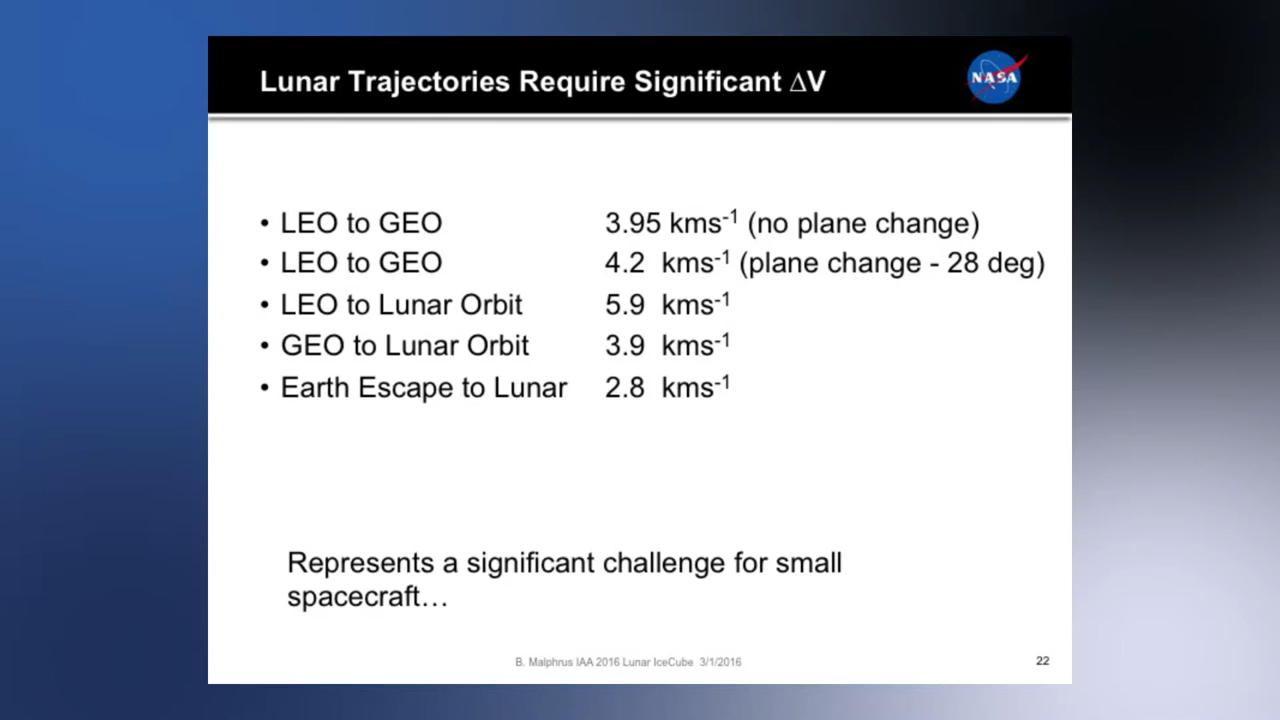 Lunar Trajectories Require Significant ∆V
NASA
• LEO to GEO 3.95 kms⁻¹ (no plane change)
• LEO to GEO 4.2 kms⁻¹ (plane change - 28 deg)
• LEO to Lunar Orbit 5.9 kms⁻¹
• GEO to Lunar Orbit 3.9 kms⁻¹
• Earth Escape to Lunar 2.8 kms⁻¹
Represents a significant challenge for small
spacecraft…
B. Malphrus IAA 2016 Lunar IceCube 3/1/2016
22